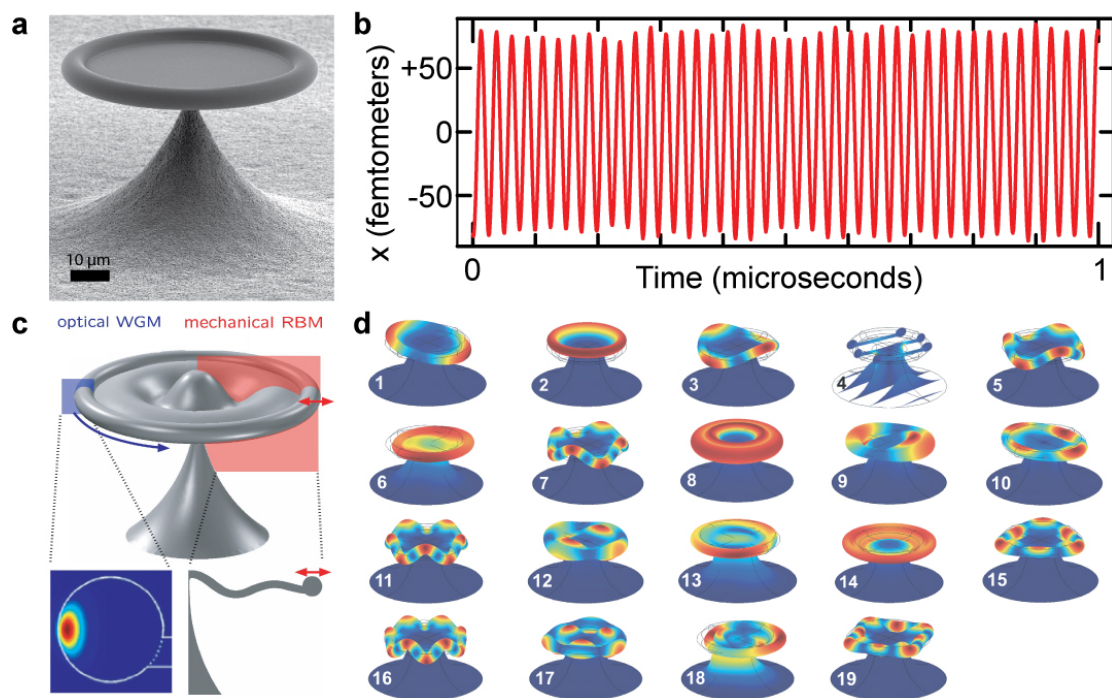 a
10 µm
b
x (femtometers)
+50
0
-50
0
1
Time (microseconds)
c
optical WGM
mechanical RBM
d
1
2
3
4
5
6
7
8
9
10
11
12
13
14
15
16
17
18
19